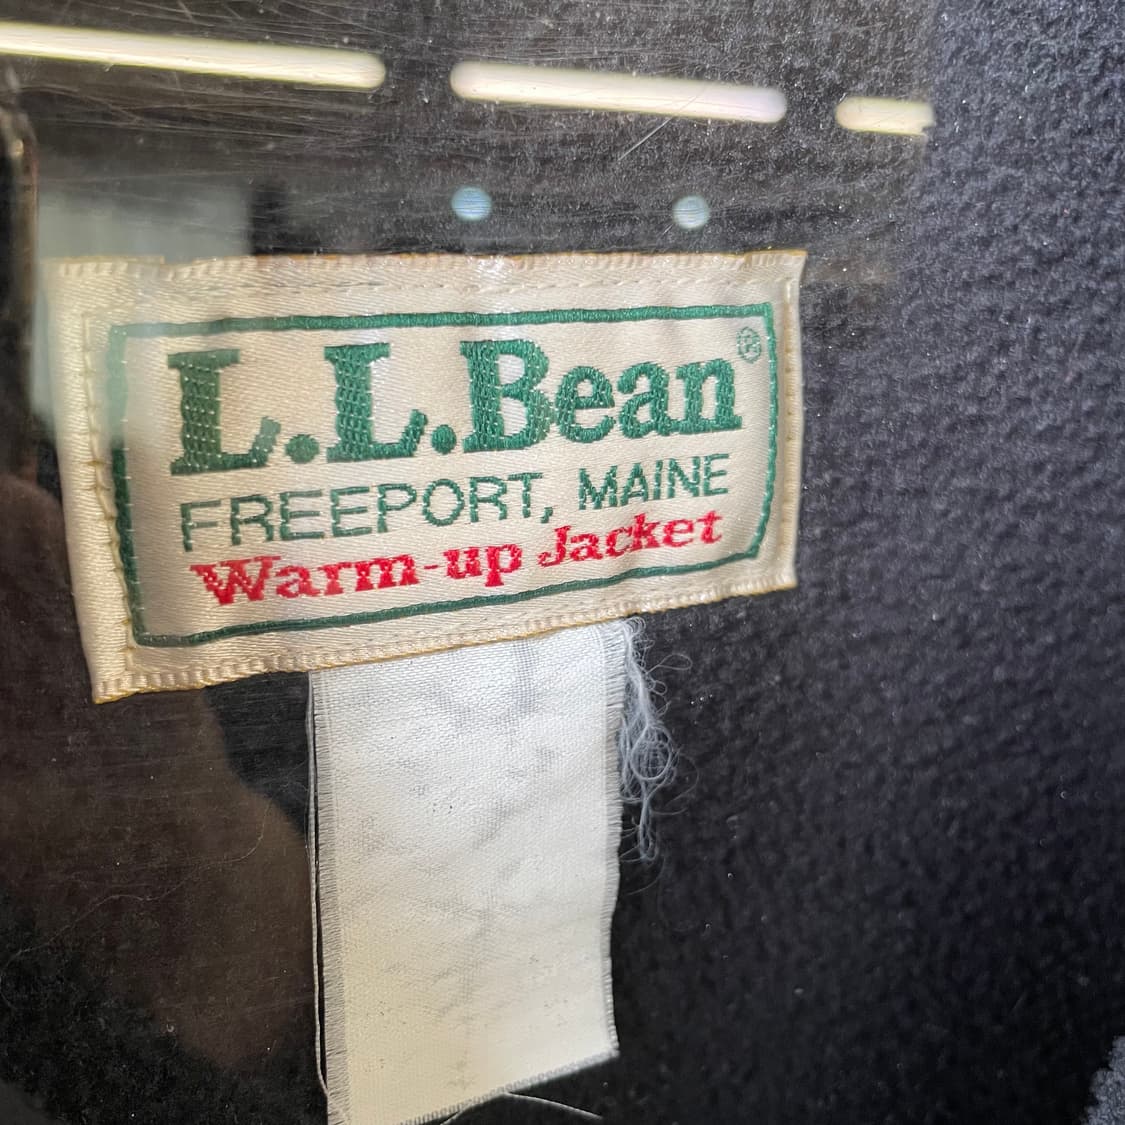 L.L.Bean®
FREEPORT, MAINE
Warm-up Jacket